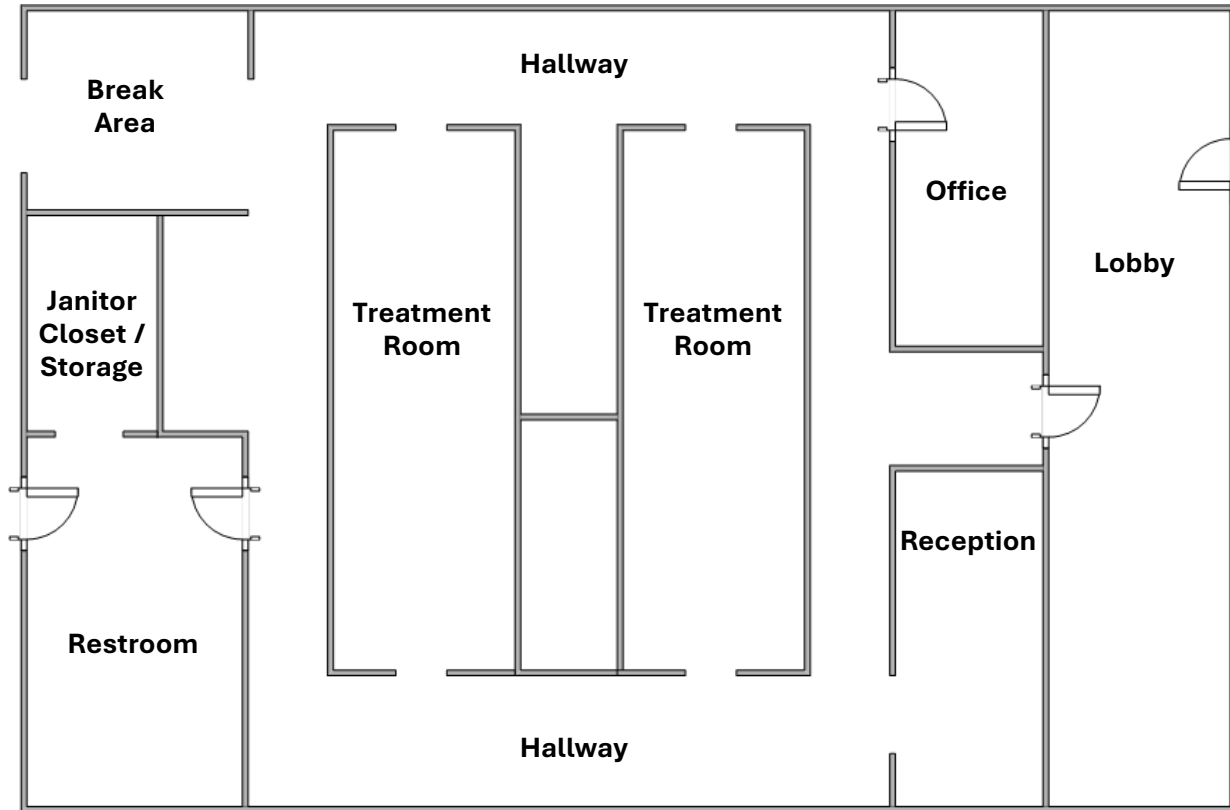 Hallway
Break
Area
Office
Lobby
Janitor
Closet /
Storage
Treatment
Room
Treatment
Room
Reception
Restroom
Hallway